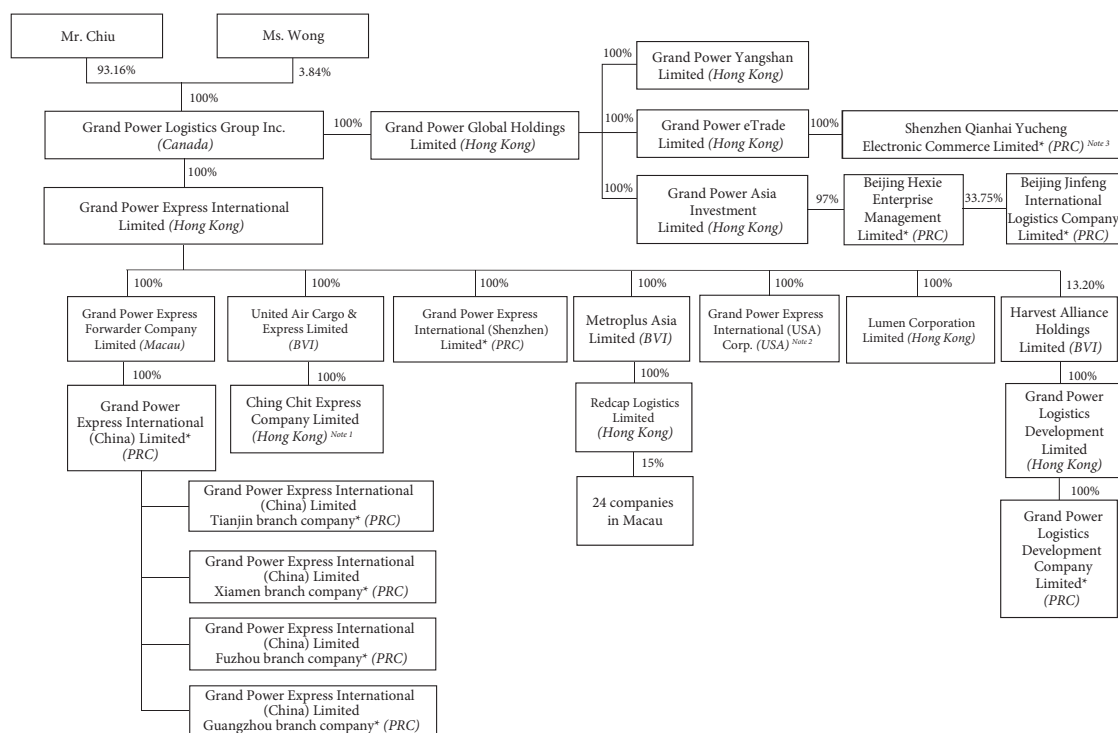 Mr. Chiu
Ms. Wong
93.16%
3.84%
100%
Grand Power Logistics Group Inc.
(Canada)
100%
Grand Power Global Holdings
Limited (Hong Kong)
100%
Grand Power Yangshan
Limited (Hong Kong)
100%
Grand Power eTrade
Limited (Hong Kong)
100%
Shenzhen Qianhai Yucheng
Electronic Commerce Limited* (PRC) Note 3
100%
Grand Power Asia
Investment
Limited (Hong Kong)
97%
Beijing Hexie
Enterprise
Management
Limited* (PRC)
33.75%
Beijing Jinfeng
International
Logistics Company
Limited* (PRC)
100%
Grand Power Express International
Limited (Hong Kong)
100%
Grand Power Express
Forwarder Company
Limited (Macau)
100%
United Air Cargo &
Express Limited
(BVI)
100%
Grand Power Express
International (Shenzhen)
Limited* (PRC)
100%
Metroplus Asia
Limited (BVI)
100%
Grand Power Express
International (USA)
Corp. (USA) Note 2
100%
Lumen Corporation
Limited (Hong Kong)
13.20%
Harvest Alliance
Holdings
Limited (BVI)
100%
Grand Power
Express International
(China) Limited*
(PRC)
100%
Ching Chit Express
Company Limited
(Hong Kong) Note 1
100%
Redcap Logistics
Limited
(Hong Kong)
15%
24 companies
in Macau
100%
Grand Power
Logistics
Development
Limited
(Hong Kong)
100%
Grand Power
Logistics
Development
Company
Limited*
(PRC)
Grand Power Express International
(China) Limited
Tianjin branch company* (PRC)
Grand Power Express International
(China) Limited
Xiamen branch company* (PRC)
Grand Power Express International
(China) Limited
Fuzhou branch company* (PRC)
Grand Power Express International
(China) Limited
Guangzhou branch company* (PRC)